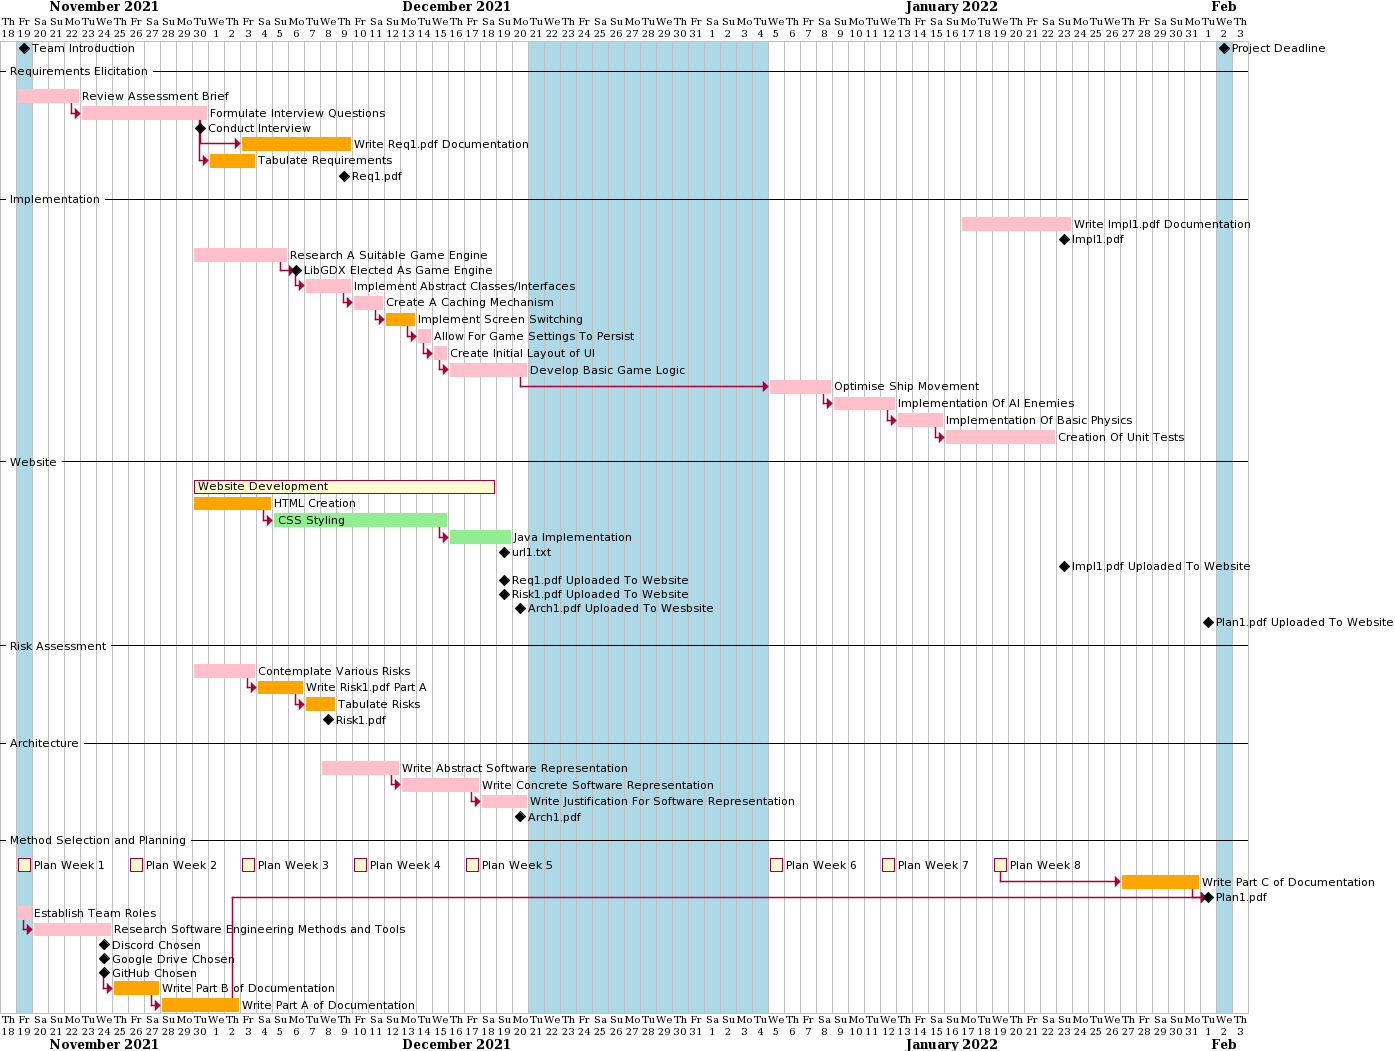 November 2021 December 2021 January 2022 Feb
Th Fr Sa Su Mo Tu We Th Fr Sa Su Mo Tu We Th Fr Sa Su Mo Tu We Th Fr Sa Su Mo Tu We Th Fr Sa Su Mo Tu We Th Fr Sa Su Mo Tu We Th Fr Sa Su Mo Tu We Th Fr Sa Su Mo Tu We Th Fr Sa Su Mo Tu We Th Fr Sa Su Mo Tu We Th Fr Sa Su Mo Tu We Th
18 19 20 21 22 23 24 25 26 27 28 29 30 1 2 3 4 5 6 7 8 9 10 11 12 13 14 15 16 17 18 19 20 21 22 23 24 25 26 27 28 29 30 31 1 2 3 4 5 6 7 8 9 10 11 12 13 14 15 16 17 18 19 20 21 22 23 24 25 26 27 28 29 30 31 1 2 3
Team Introduction Project Deadline
Requirements Elicitation
Review Assessment Brief
Formulate Interview Questions
Conduct Interview
Write Req1.pdf Documentation
Tabulate Requirements
Req1.pdf
Implementation
Write Impl1.pdf Documentation
Impl1.pdf
Research A Suitable Game Engine
LibGDX Elected As Game Engine
Implement Abstract Classes/Interfaces
Create A Caching Mechanism
Implement Screen Switching
Allow For Game Settings To Persist
Create Initial Layout of UI
Develop Basic Game Logic
Optimise Ship Movement
Implementation Of AI Enemies
Implementation Of Basic Physics
Creation Of Unit Tests
Website
Website Development
HTML Creation
CSS Styling
Java Implementation
url1.txt
Impl1.pdf Uploaded To Website
Req1.pdf Uploaded To Website
Risk1.pdf Uploaded To Website
Arch1.pdf Uploaded To Wesbsite
Plan1.pdf Uploaded To Website
Risk Assessment
Contemplate Various Risks
Write Risk1.pdf Part A
Tabulate Risks
Risk1.pdf
Architecture
Write Abstract Software Representation
Write Concrete Software Representation
Write Justification For Software Representation
Arch1.pdf
Method Selection and Planning
Plan Week 1 Plan Week 2 Plan Week 3 Plan Week 4 Plan Week 5 Plan Week 6 Plan Week 7 Plan Week 8
Write Part C of Documentation
Plan1.pdf
Establish Team Roles
Research Software Engineering Methods and Tools
Discord Chosen
Google Drive Chosen
GitHub Chosen
Write Part B of Documentation
Write Part A of Documentation
Th Fr Sa Su Mo Tu We Th Fr Sa Su Mo Tu We Th Fr Sa Su Mo Tu We Th Fr Sa Su Mo Tu We Th Fr Sa Su Mo Tu We Th Fr Sa Su Mo Tu We Th Fr Sa Su Mo Tu We Th Fr Sa Su Mo Tu We Th Fr Sa Su Mo Tu We Th Fr Sa Su Mo Tu We Th Fr Sa Su Mo Tu We Th
18 19 20 21 22 23 24 25 26 27 28 29 30 1 2 3 4 5 6 7 8 9 10 11 12 13 14 15 16 17 18 19 20 21 22 23 24 25 26 27 28 29 30 31 1 2 3 4 5 6 7 8 9 10 11 12 13 14 15 16 17 18 19 20 21 22 23 24 25 26 27 28 29 30 31 1 2 3
November 2021 December 2021 January 2022 Feb